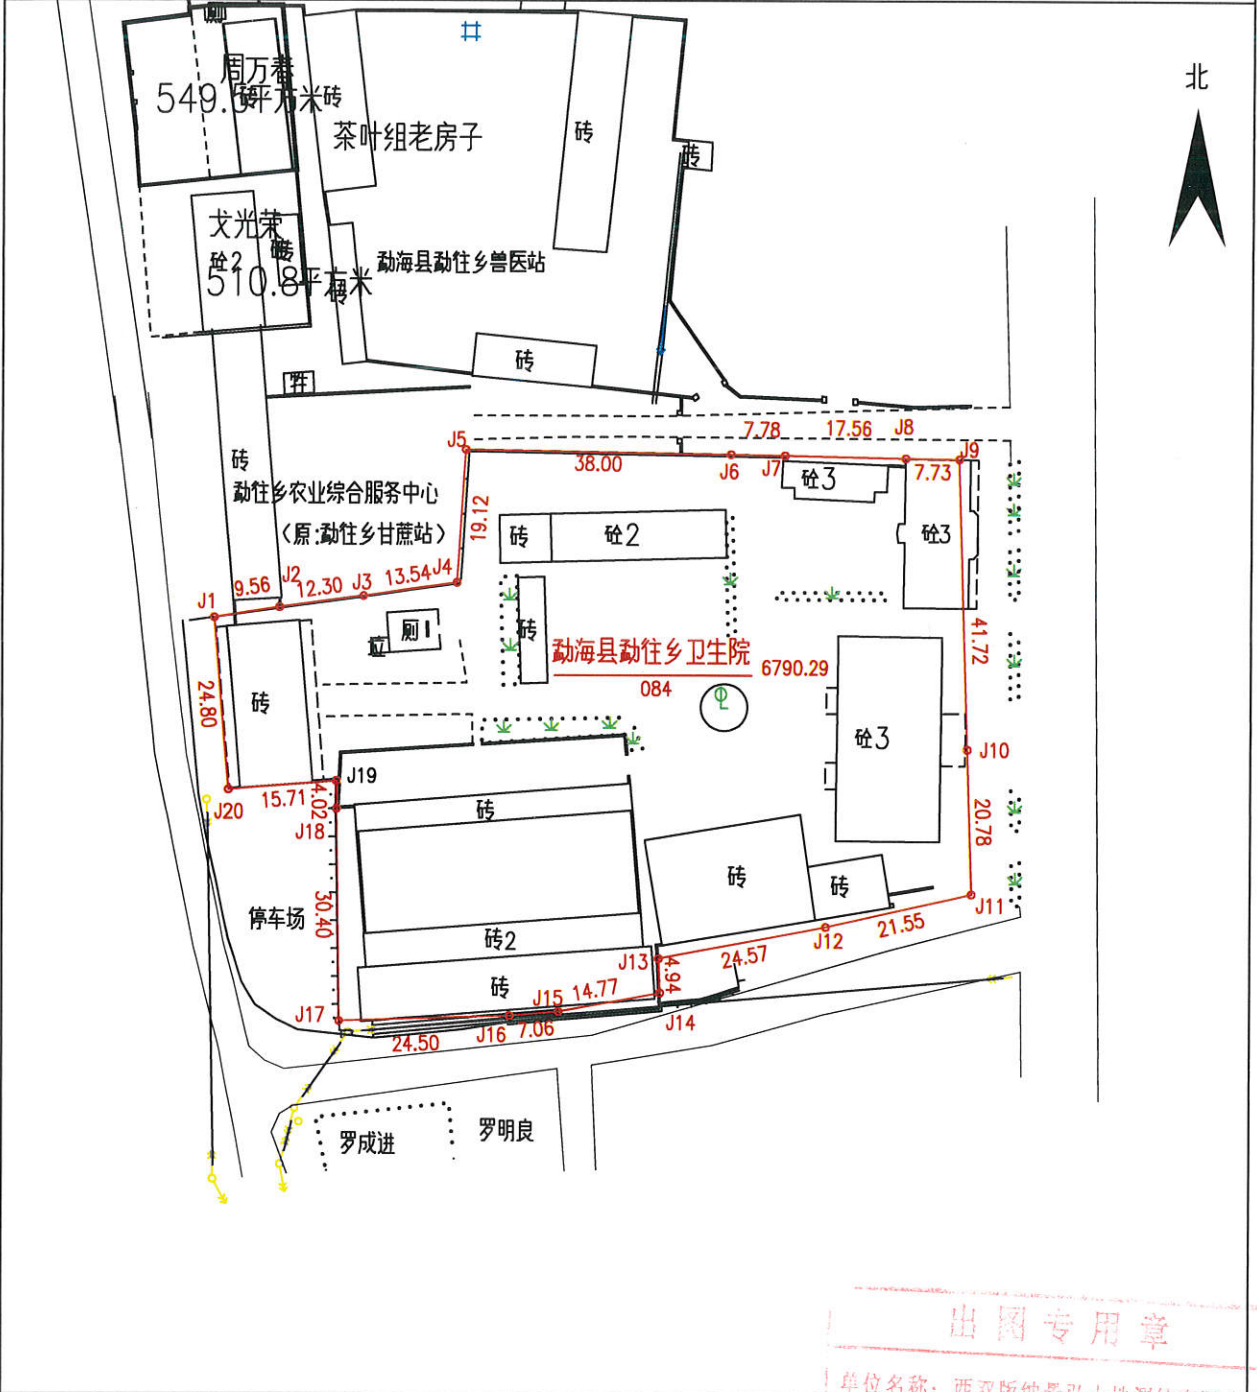 厕
北
周万春
砖
549.5平方米
砖
茶叶组老房子
砖
砖
戈光荣
砖
砼2
510.8平方米
砖
勐海县勐往乡兽医站
砖
J5
38.00
7.78
17.56
J8
J6
J7
J9
7.73
砖
勐往乡农业综合服务中心
（原:勐往乡甘蔗站）
19.12
砼3
砖
砼2
砼3
J1
9.56
J2
12.30
J3
13.54
J4
厕
砖
勐海县勐往乡卫生院
084
6790.29
41.72
24.80
砖
砼3
J10
J20
15.71
J19
4.02
J18
砖
20.78
停车场
30.40
砖
砖
J11
砖2
J12
21.55
J13
24.57
4.94
砖
J15
14.77
J14
J17
24.50
J16
7.06
罗成进
罗明良
出图专用章
单位名称: